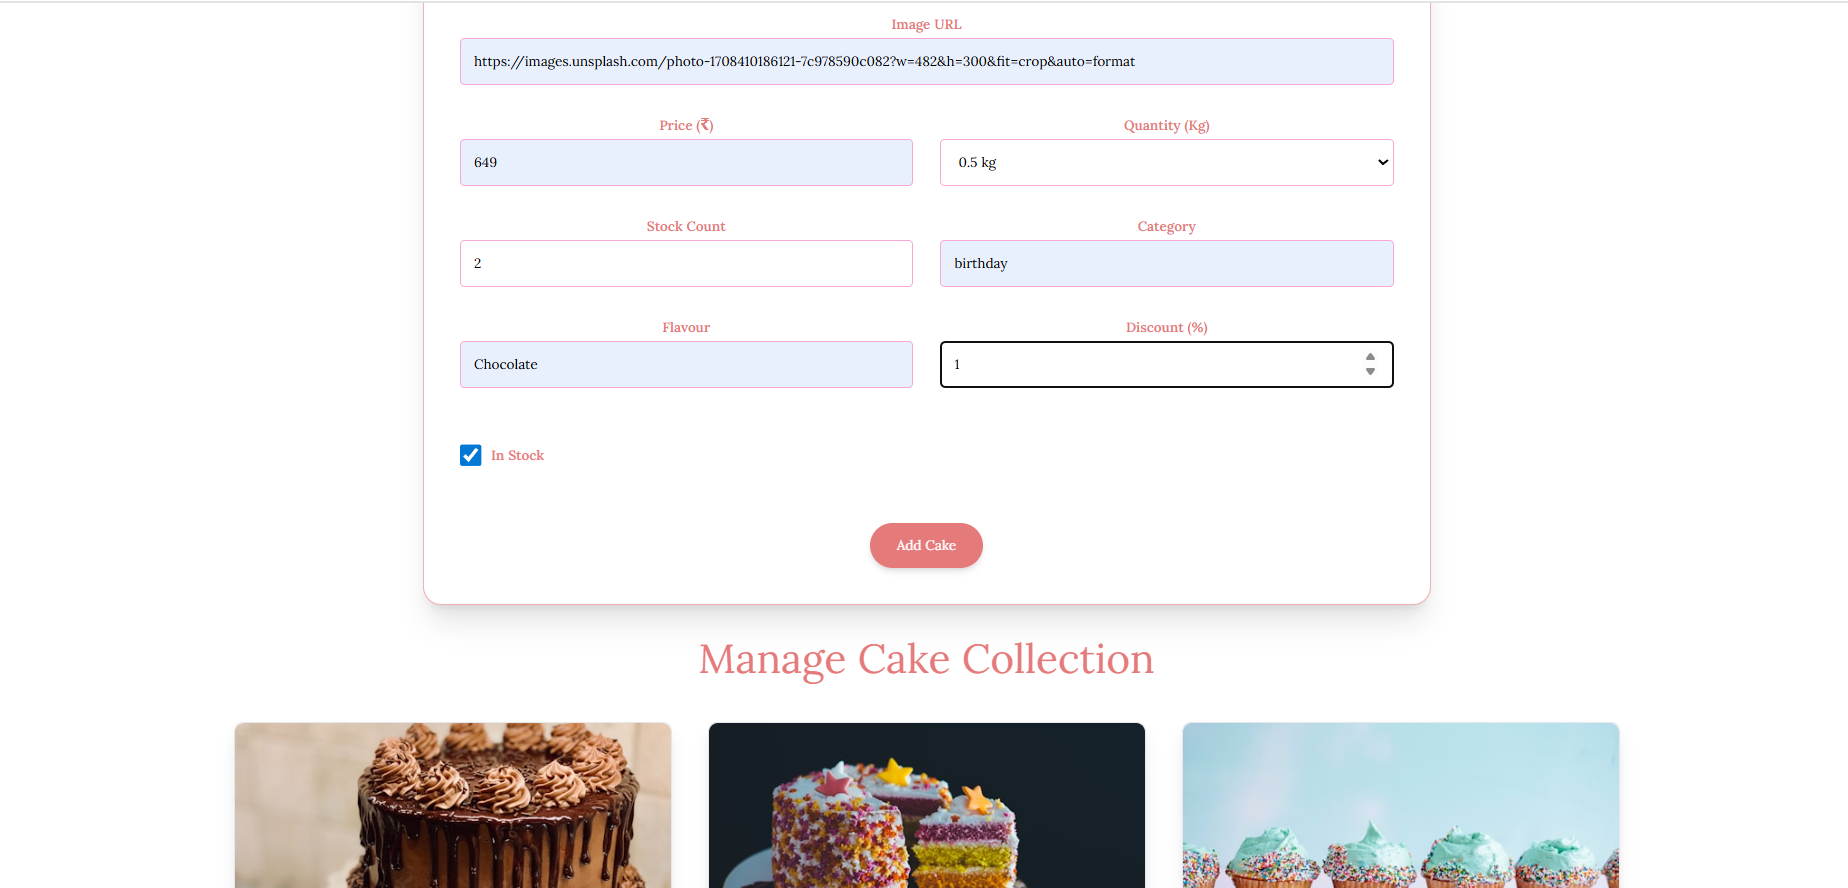 Image URL
https://images.unsplash.com/photo-1708410186121-7c978590c082?w=482&h=300&fit=crop&auto=format
Price (₹) Quantity (Kg)
649 0.5 kg
Stock Count Category
2 birthday
Flavour Discount (%)
Chocolate 1
In Stock
Add Cake
Manage Cake Collection